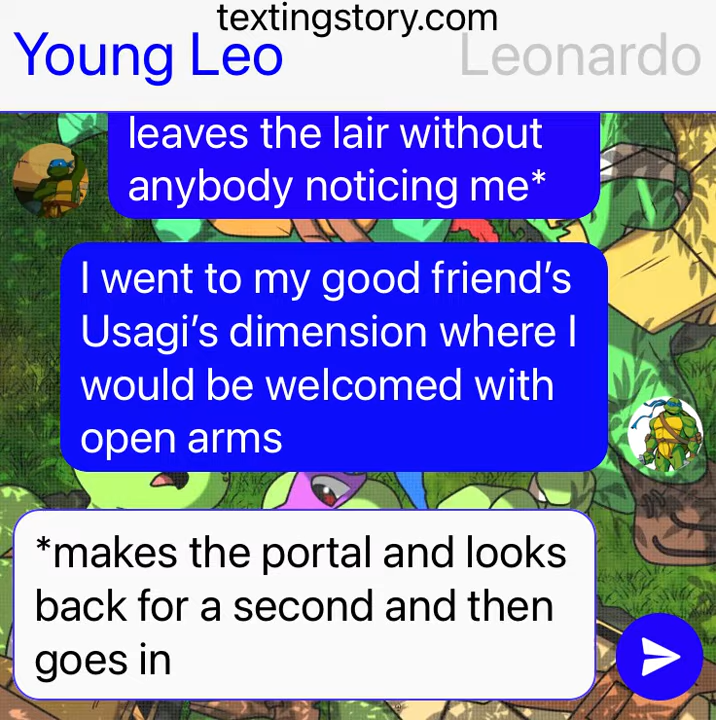 textingstory.com
Young Leo
Leonardo
leaves the lair without
anybody noticing me*
I went to my good friend's
Usagi's dimension where I
would be welcomed with
open arms
*makes the portal and looks
back for a second and then
goes in